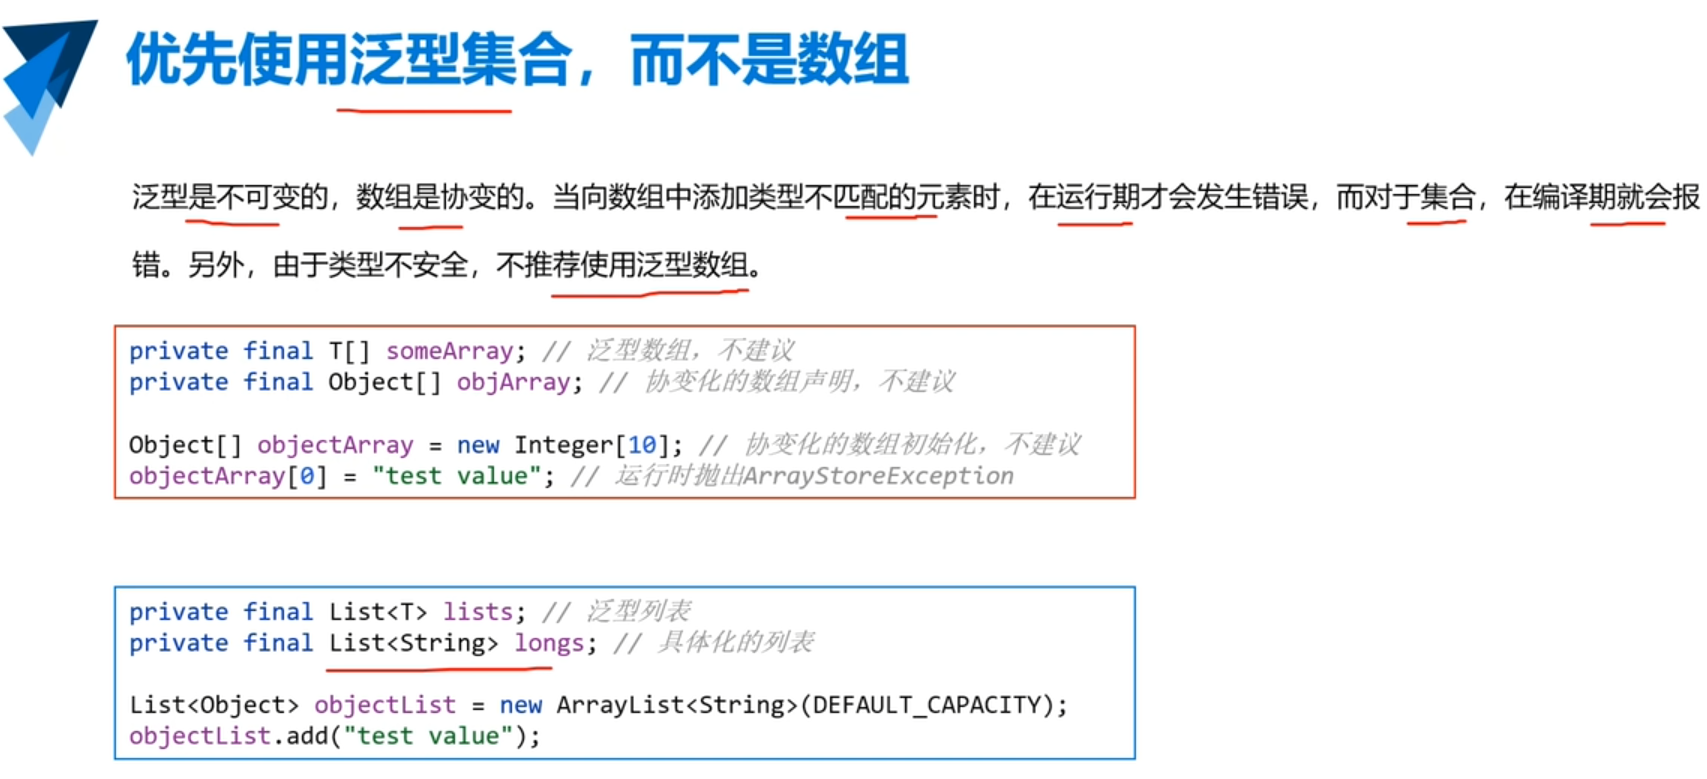 优先使用泛型集合，而不是数组
泛型是不可变的，数组是协变的。当向数组中添加类型不匹配的元素时，在运行期才会发生错误，而对于集合，在编译期就会报
错。另外，由于类型不安全，不推荐使用泛型数组。
private final T[] someArray; // 泛型数组，不建议
private final Object[] objArray; // 协变化的数组声明，不建议
Object[] objectArray = new Integer[10]; // 协变化的数组初始化，不建议
objectArray[0] = "test value"; // 运行时抛出ArrayStoreException
private final List<T> lists; // 泛型列表
private final List<String> longs; // 具体化的列表
List<Object> objectList = new ArrayList<String>(DEFAULT_CAPACITY);
objectList.add("test value");